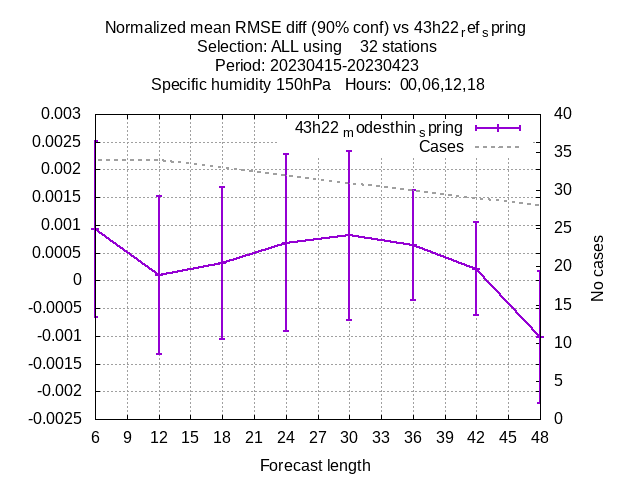 Normalized mean RMSE diff (90% conf) vs 43h22refspring
Selection: ALL using 32 stations
Period: 20230415-20230423
Specific humidity 150hPa Hours: 00,06,12,18
43h22modesthinspring
Cases
0.003
0.0025
0.002
0.0015
0.001
0.0005
0
-0.0005
-0.001
-0.0015
-0.002
-0.0025
40
35
30
25
20
15
10
5
0
No cases
6 9 12 15 18 21 24 27 30 33 36 39 42 45 48
Forecast length